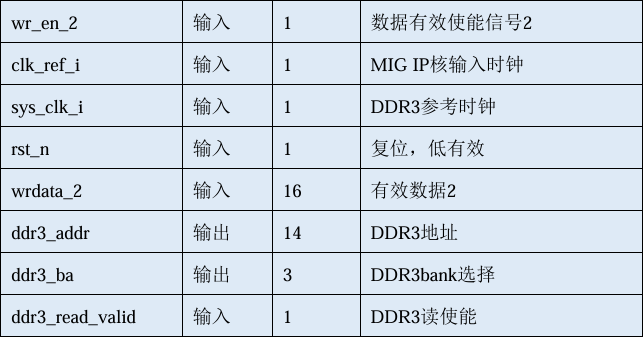 wr_en_2 输入 1 数据有效使能信号2
clk_ref_i 输入 1 MIG IP核输入时钟
sys_clk_i 输入 1 DDR3参考时钟
rst_n 输入 1 复位，低有效
wrdata_2 输入 16 有效数据2
ddr3_addr 输出 14 DDR3地址
ddr3_ba 输出 3 DDR3bank选择
ddr3_read_valid 输入 1 DDR3读使能